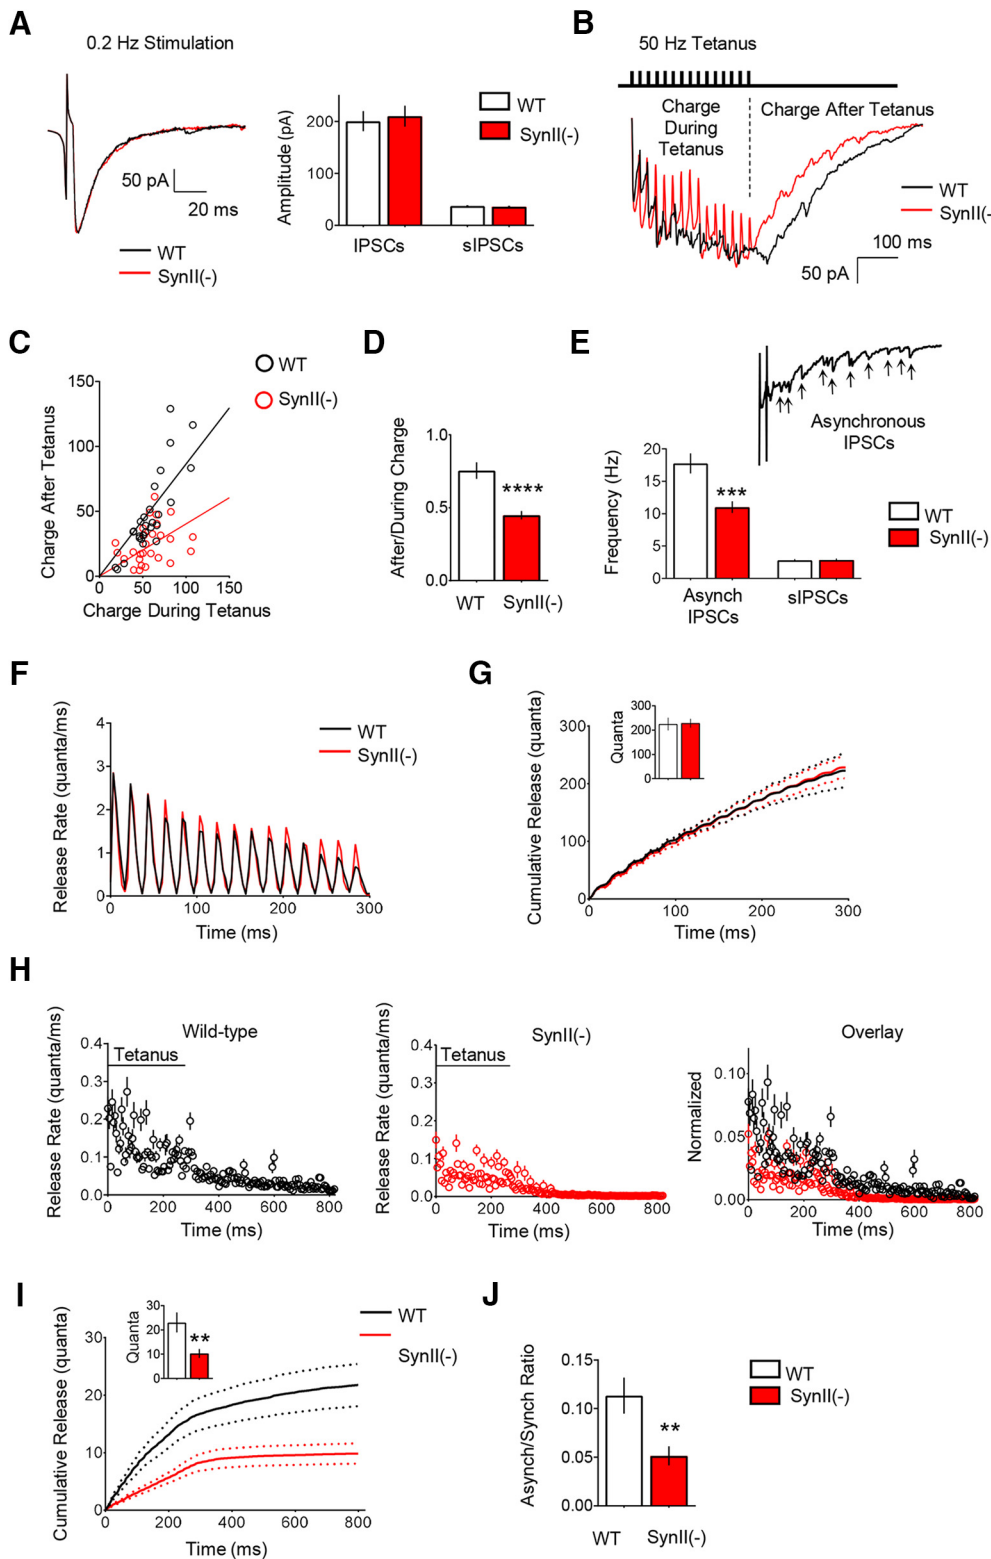 A
0.2 Hz Stimulation
50 pA
20 ms
WT
SynII(-)
Amplitude (pA)
200
100
0
IPSCs
sIPSCs
WT
SynII(-)
B
50 Hz Tetanus
Charge
During
Tetanus
Charge After Tetanus
WT
SynII(-
100 ms
50 pA
C
WT
SynII(-)
Charge After Tetanus
150
100
50
0
0
50
100
150
Charge During Tetanus
D
After/During Charge
1.0
0.5
0.0
****
WT
SynII(-)
E
Asynchronous
IPSCs
Frequency (Hz)
20
15
10
5
0
***
Asynch
IPSCs
sIPSCs
WT
SynII(-)
F
Release Rate (quanta/ms)
4
3
2
1
0
0
100
200
300
Time (ms)
WT
SynII(-)
G
Cumulative Release (quanta)
300
200
100
0
0
100
200
300
Time (ms)
Quanta
300
200
100
0
H
Wild-type
Release Rate (quanta/ms)
0.4
0.3
0.2
0.1
0.0
Tetanus
0
200
400
600
800
Time (ms)
SynII(-)
Release Rate (quanta/ms)
0.4
0.3
0.2
0.1
0.0
Tetanus
0
200
400
600
800
Time (ms)
Overlay
Normalized
0.10
0.05
0.00
0
200
400
600
800
Time (ms)
I
Cumulative Release (quanta)
30
20
10
0
0
200
400
600
800
Time (ms)
Quanta
30
20
10
0
**
WT
SynII(-)
J
Asynch/Synch Ratio
0.15
0.10
0.05
0.00
**
WT
SynII(-)
WT
SynII(-)